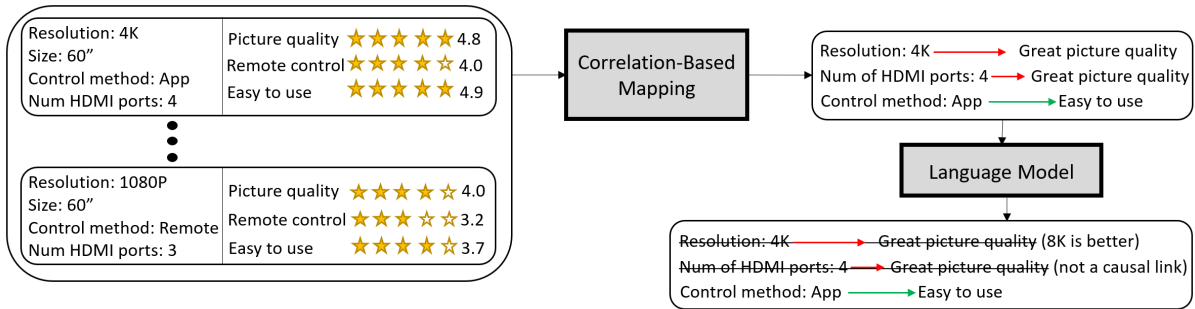 Resolution: 4K
Size: 60”
Control method: App
Num HDMI ports: 4
Picture quality 4.8
Remote control 4.0
Easy to use 4.9
Resolution: 1080P
Size: 60”
Control method: Remote
Num HDMI ports: 3
Picture quality 4.0
Remote control 3.2
Easy to use 3.7
Correlation-Based
Mapping
Resolution: 4K Great picture quality
Num of HDMI ports: 4 Great picture quality
Control method: App Easy to use
Language Model
Resolution: 4K Great picture quality (8K is better)
Num of HDMI ports: 4 Great picture quality (not a causal link)
Control method: App Easy to use